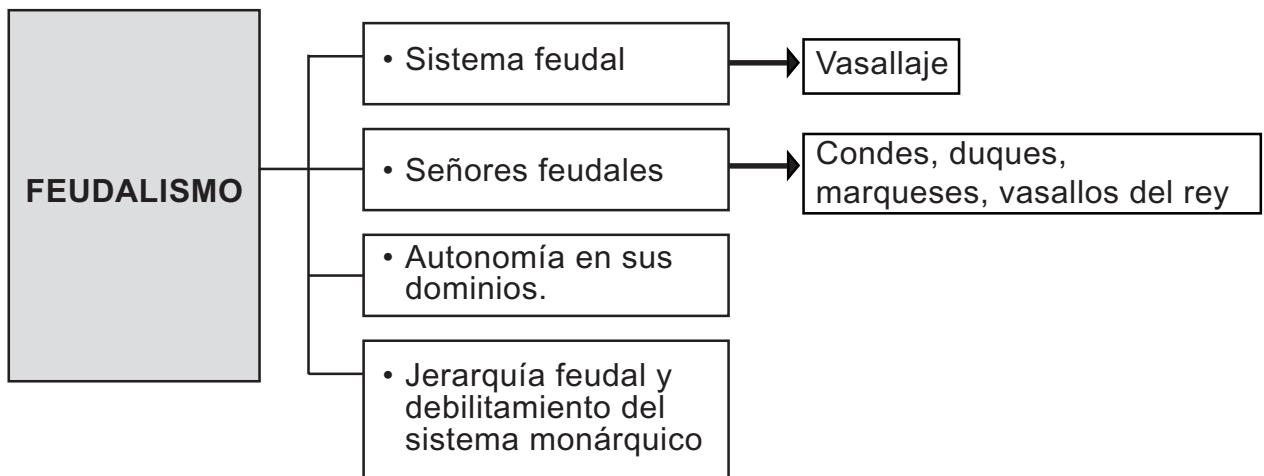 FEUDALISMO
• Sistema feudal
Vasallaje
• Señores feudales
Condes, duques,
marqueses, vasallos del rey
• Autonomía en sus
dominios.
• Jerarquía feudal y
debilitamiento del
sistema monárquico